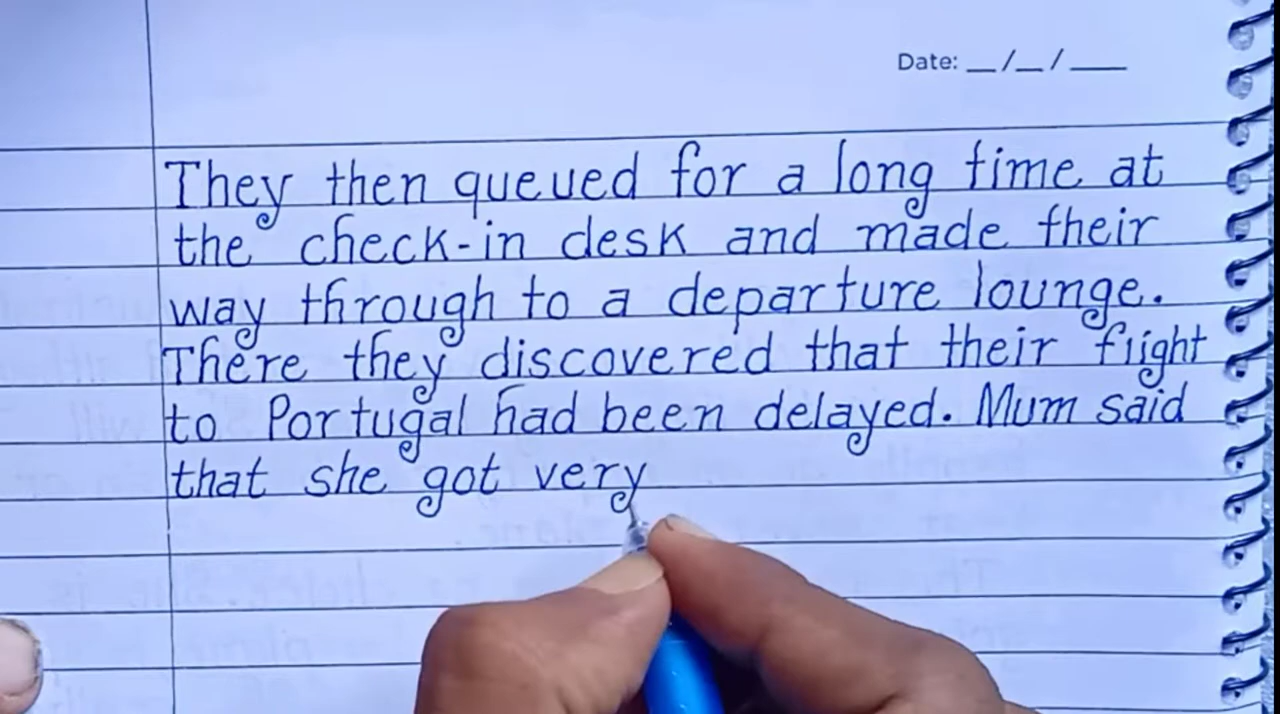 Date: __/__/____
They then queued for a long time at
the check-in desk and made their
way through to a departure lounge.
There they discovered that their flight
to Portugal had been delayed. Mum said
that she got very